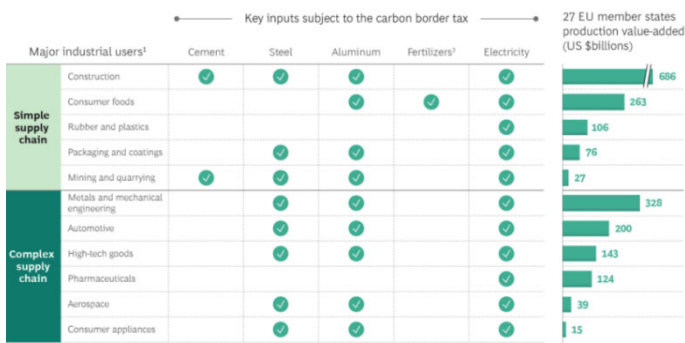 Key inputs subject to the carbon border tax
27 EU member states
production value-added
(US $billions)
Major industrial users¹
Cement
Steel
Aluminum
Fertilizers²
Electricity
Simple
supply
chain
Construction
686
Consumer foods
263
Rubber and plastics
106
Packaging and coatings
76
Mining and quarrying
27
Complex
supply
chain
Metals and mechanical
engineering
328
Automotive
200
High-tech goods
143
Pharmaceuticals
124
Aerospace
39
Consumer appliances
15